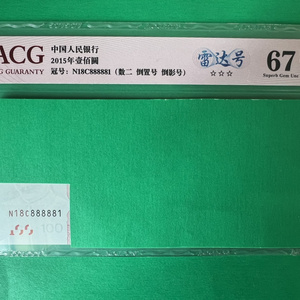 ACG
GUARANTY
中国人民银行
2015年壹佰圆
冠号：N18C888881（数二 倒置号 倒影号）
雷达号
☆☆☆
67
Superb Gem Unc
N18C888881
100